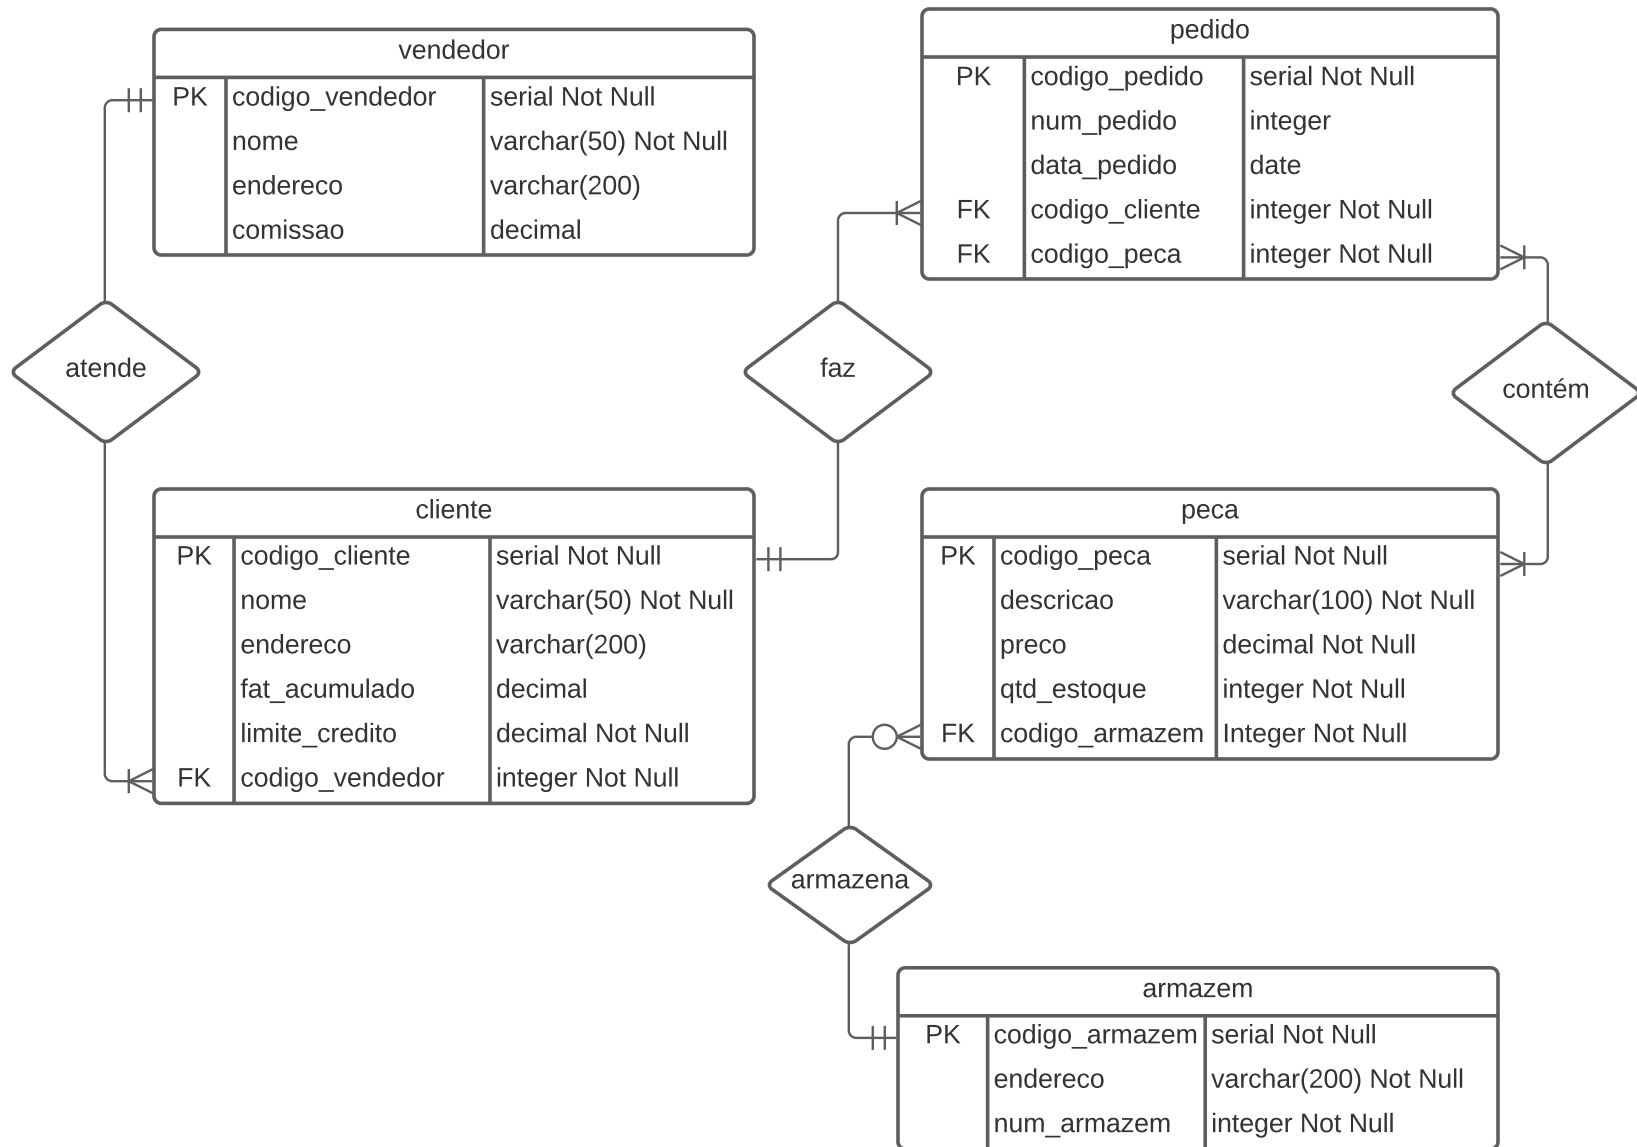 vendedor
PK codigo_vendedor serial Not Null
nome varchar(50) Not Null
endereco varchar(200)
comissao decimal
pedido
PK codigo_pedido serial Not Null
num_pedido integer
data_pedido date
FK codigo_cliente integer Not Null
FK codigo_peca integer Not Null
atende
faz
contém
cliente
PK codigo_cliente serial Not Null
nome varchar(50) Not Null
endereco varchar(200)
fat_acumulado decimal
limite_credito decimal Not Null
FK codigo_vendedor integer Not Null
peca
PK codigo_peca serial Not Null
descricao varchar(100) Not Null
preco decimal Not Null
qtd_estoque integer Not Null
FK codigo_armazem Integer Not Null
armazena
armazem
PK codigo_armazem serial Not Null
endereco varchar(200) Not Null
num_armazem integer Not Null